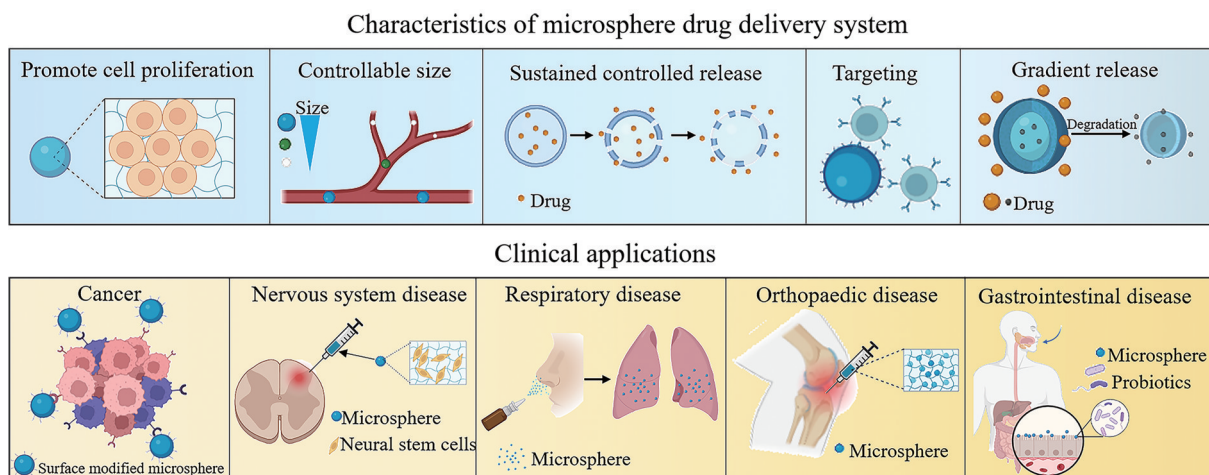 Characteristics of microsphere drug delivery system
Promote cell proliferation
Controllable size
Size
Sustained controlled release
Drug
Targeting
Gradient release
Degradation
Drug
Clinical applications
Cancer
Surface modified microsphere
Nervous system disease
Microsphere
Neural stem cells
Respiratory disease
Microsphere
Orthopaedic disease
Microsphere
Gastrointestinal disease
Microsphere
Probiotics